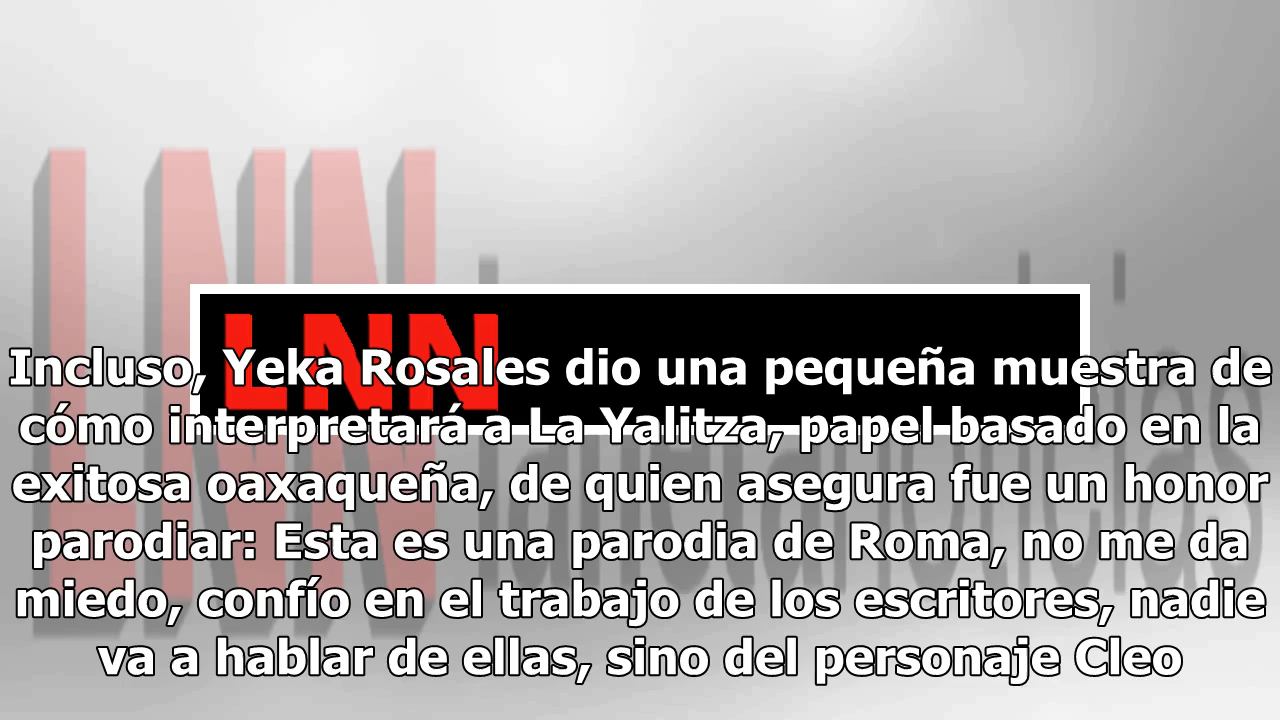 LNN
LNN
Incluso, Yeka Rosales dio una pequeña muestra de
cómo interpretará a La Yalitza, papel basado en la
exitosa oaxaqueña, de quien asegura fue un honor
parodiar: Esta es una parodia de Roma, no me da
miedo, confío en el trabajo de los escritores, nadie
va a hablar de ellas, sino del personaje Cleo